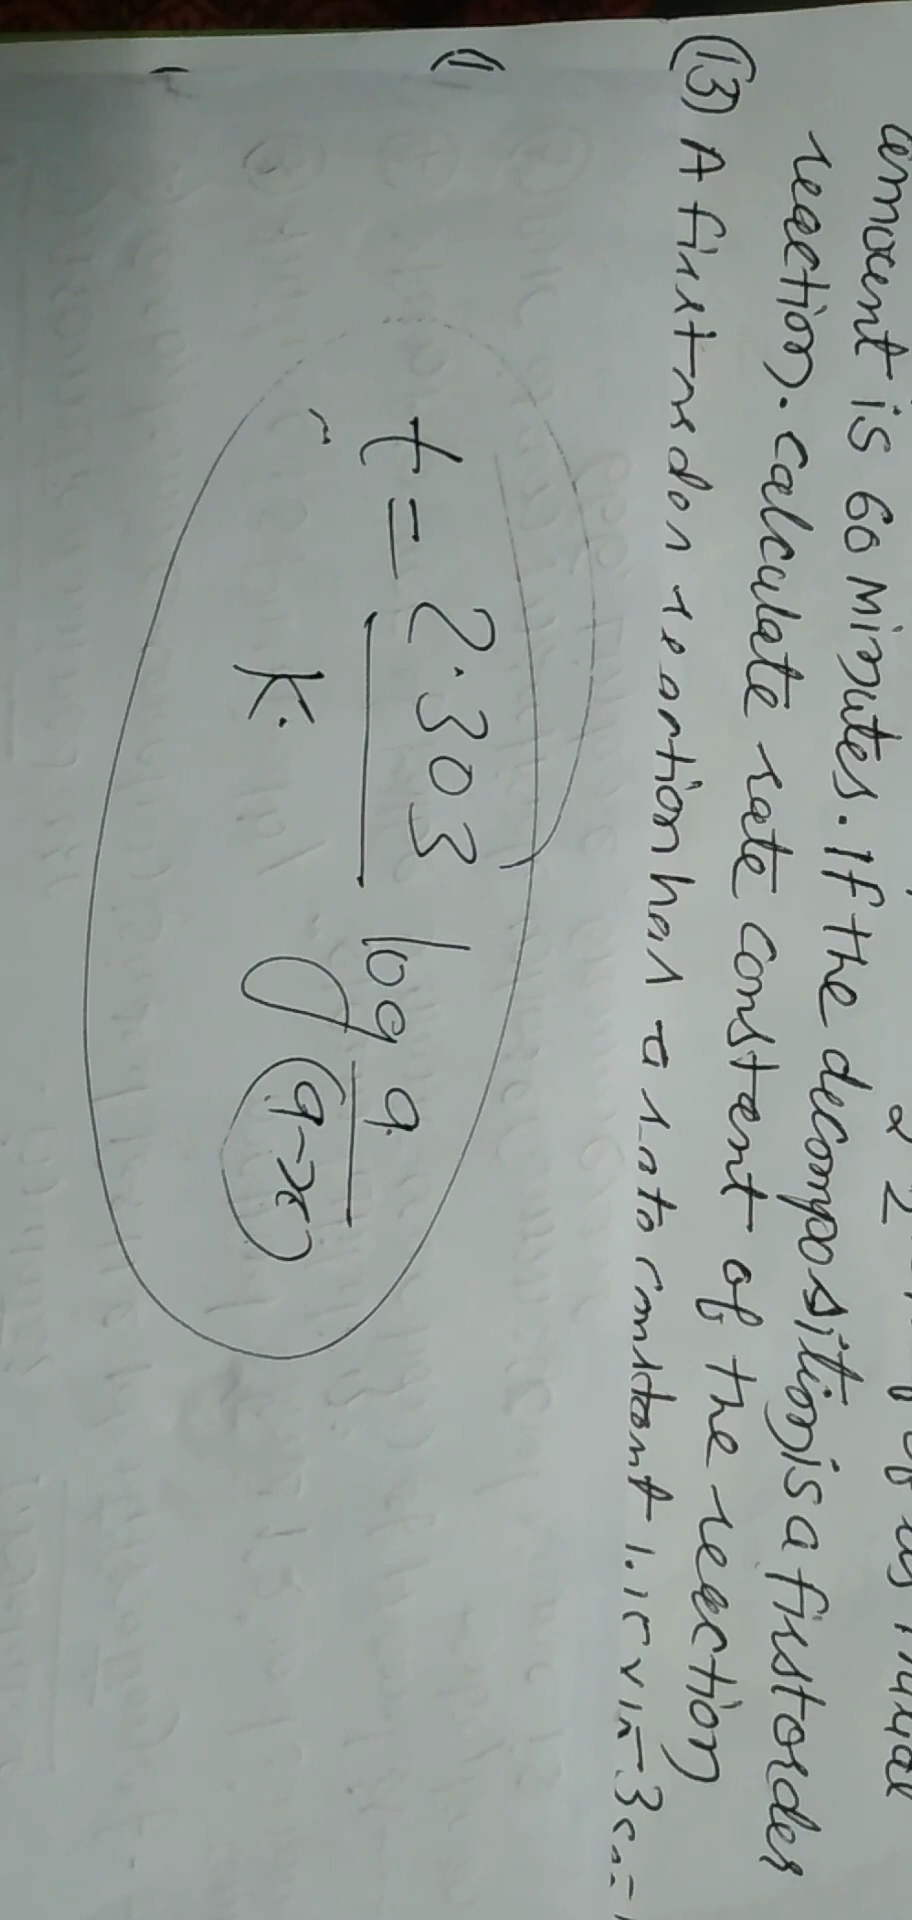 amount is 60 Minutes. If the decomposition is a first order
reaction. calculate rate constant of the reaction
(13) A first order reaction has a rate constant 1.15 x 10-3
t = 2.303 log a
K. (a-x)